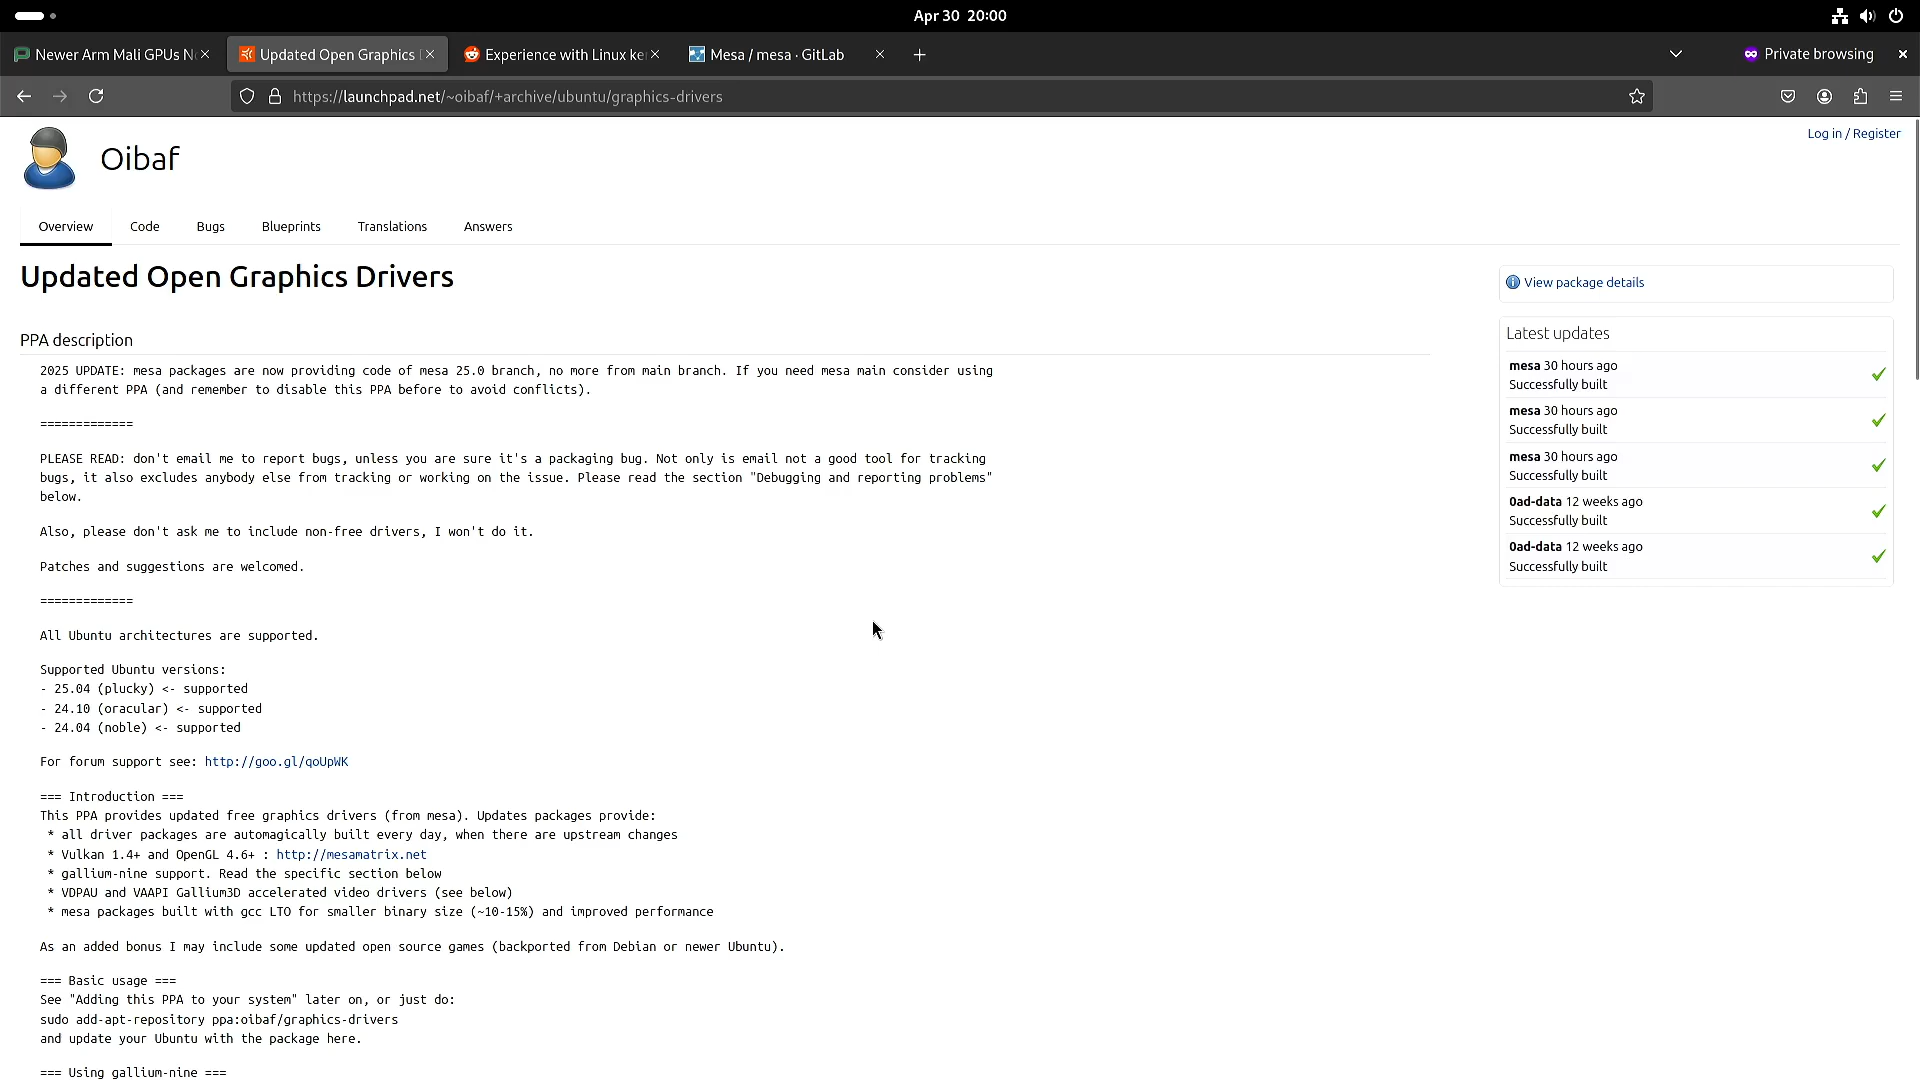 Apr 30 20:00
Newer Arm Mali GPUs N
Updated Open Graphics
Experience with Linux ke
Mesa / mesa · GitLab
Private browsing
https://launchpad.net/~oibaf/+archive/ubuntu/graphics-drivers
Log in / Register
Oibaf
Overview Code Bugs Blueprints Translations Answers
Updated Open Graphics Drivers
PPA description
2025 UPDATE: mesa packages are now providing code of mesa 25.0 branch, no more from main branch. If you need mesa main consider using
a different PPA (and remember to disable this PPA before to avoid conflicts).
=============
PLEASE READ: don't email me to report bugs, unless you are sure it's a packaging bug. Not only is email not a good tool for tracking
bugs, it also excludes anybody else from tracking or working on the issue. Please read the section "Debugging and reporting problems"
below.
Also, please don't ask me to include non-free drivers, I won't do it.
Patches and suggestions are welcomed.
=============
All Ubuntu architectures are supported.
Supported Ubuntu versions:
- 25.04 (plucky) <- supported
- 24.10 (oracular) <- supported
- 24.04 (noble) <- supported
For forum support see: http://goo.gl/qoUpWK
=== Introduction ===
This PPA provides updated free graphics drivers (from mesa). Updates packages provide:
* all driver packages are automagically built every day, when there are upstream changes
* Vulkan 1.4+ and OpenGL 4.6+ : http://mesamatrix.net
* gallium-nine support. Read the specific section below
* VDPAU and VAAPI Gallium3D accelerated video drivers (see below)
* mesa packages built with gcc LTO for smaller binary size (~10-15%) and improved performance
As an added bonus I may include some updated open source games (backported from Debian or newer Ubuntu).
=== Basic usage ===
See "Adding this PPA to your system" later on, or just do:
sudo add-apt-repository ppa:oibaf/graphics-drivers
and update your Ubuntu with the package here.
=== Using gallium-nine ===
View package details
Latest updates
mesa 30 hours ago
Successfully built
mesa 30 hours ago
Successfully built
mesa 30 hours ago
Successfully built
0ad-data 12 weeks ago
Successfully built
0ad-data 12 weeks ago
Successfully built